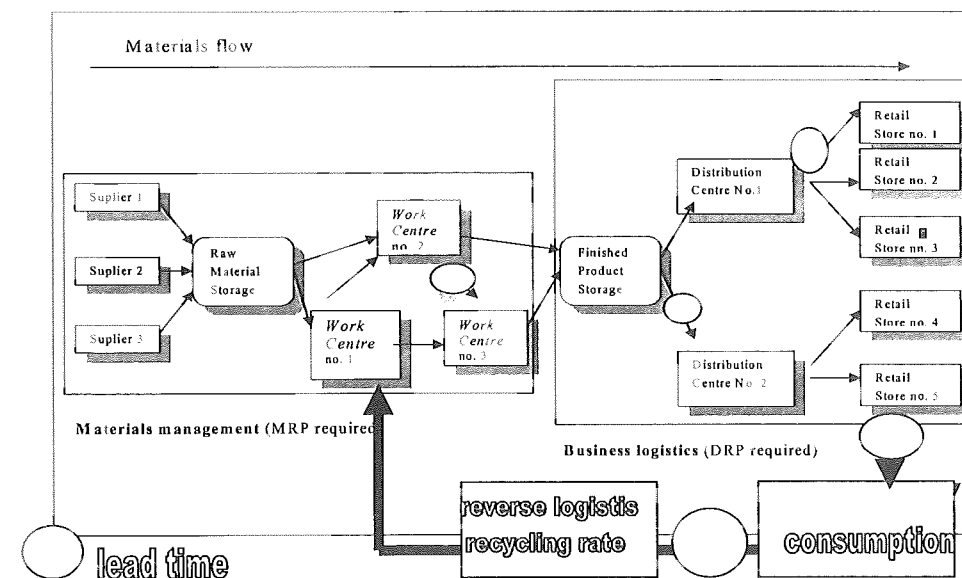 Materials flow
Retail
Store no. 1
Retail
Store no. 2
Retail
Store no. 3
Distribution
Centre No.1
Suplier 1
Suplier 2
Suplier 3
Raw
Material
Storage
Work
Centre
no. 2
Work
Centre
no. 1
Work
Centre
no. 3
Finished
Product
Storage
Retail
Store no. 4
Distribution
Centre No. 2
Retail
Store no. 5
Materials management (MRP required
Business logistics (DRP required)
reverse logistis
recycling rate
consumption
lead time